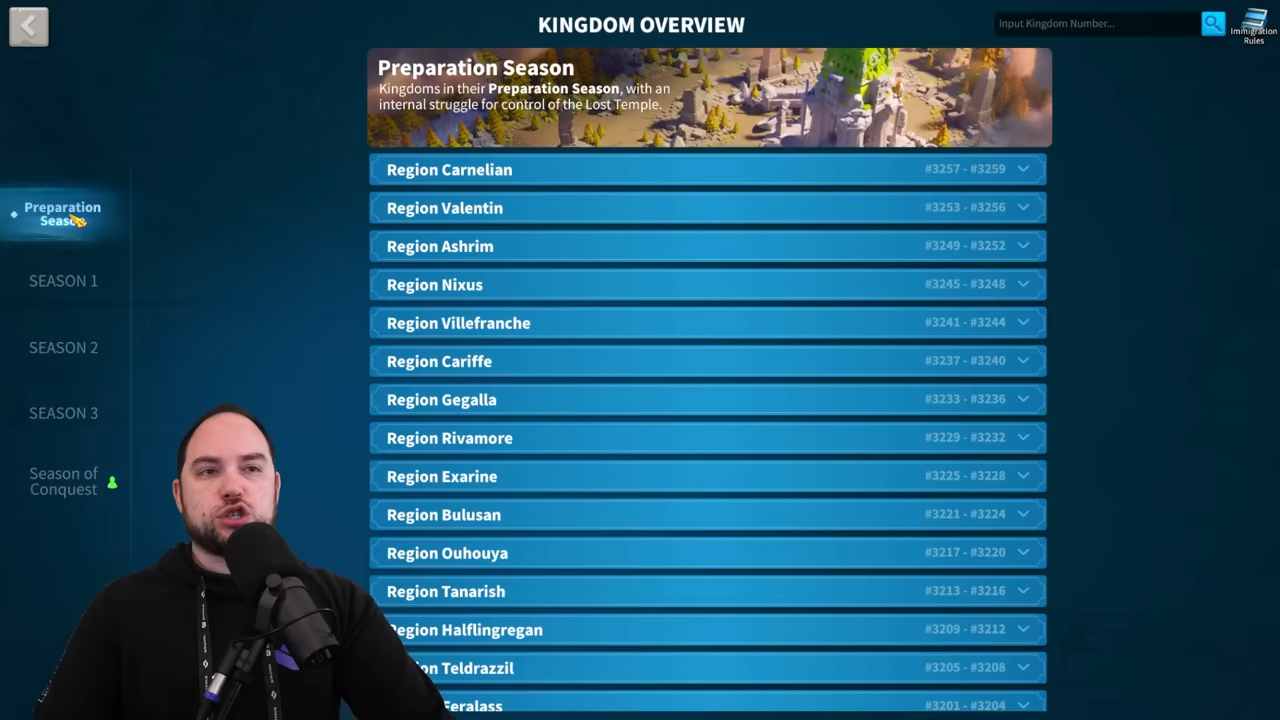 KINGDOM OVERVIEW
Input Kingdom Number...
Immigration
Rules
Preparation Season
Kingdoms in their Preparation Season, with an
internal struggle for control of the Lost Temple.
Preparation
Season
SEASON 1
SEASON 2
SEASON 3
Season of
Conquest
Region Carnelian #3257 - #3259
Region Valentin #3253 - #3256
Region Ashrim #3249 - #3252
Region Nixus #3245 - #3248
Region Villefranche #3241 - #3244
Region Cariffe #3237 - #3240
Region Gegalla #3233 - #3236
Region Rivamore #3229 - #3232
Region Exarine #3225 - #3228
Region Bulusan #3221 - #3224
Region Ouhouya #3217 - #3220
Region Tanarish #3213 - #3216
Region Halflingregan #3209 - #3212
Teldrazzil #3205 - #3208
Feralass #3201 - #3204